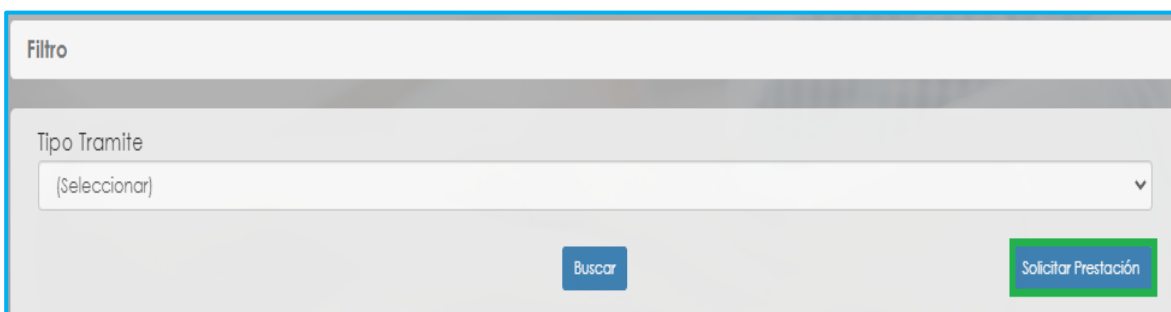 Filtro
Tipo Tramite
(Seleccionar)
Buscar
Solicitar Prestación